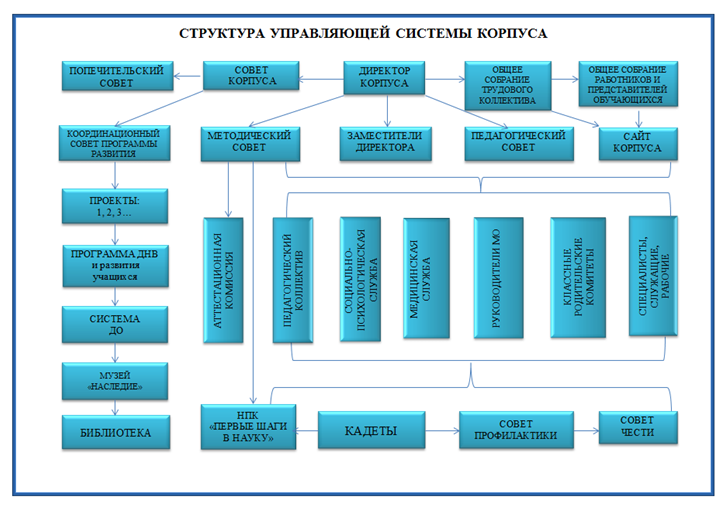 СТРУКТУРА УПРАВЛЯЮЩЕЙ СИСТЕМЫ КОРПУСА
ПОПЕЧИТЕЛЬСКИЙ
СОВЕТ
СОВЕТ
КОРПУСА
ДИРЕКТОР
КОРПУСА
ОБЩЕЕ
СОБРАНИЕ
ТРУДОВОГО
КОЛЛЕКТИВА
ОБЩЕЕ СОБРАНИЕ
РАБОТНИКОВ И
ПРЕДСТАВИТЕЛЕЙ
ОБУЧАЮЩИХСЯ
КООРДИНАЦИОННЫЙ
СОВЕТ ПРОГРАММЫ
РАЗВИТИЯ
МЕТОДИЧЕСКИЙ
СОВЕТ
ЗАМЕСТИТЕЛИ
ДИРЕКТОРА
ПЕДАГОГИЧЕСКИЙ
СОВЕТ
САЙТ
КОРПУСА
ПРОЕКТЫ:
1, 2, 3…
ПРОГРАММА ДНВ
и развития
учащихся
СИСТЕМА
ДО
МУЗЕЙ
«НАСЛЕДИЕ»
БИБЛИОТЕКА
АТТЕСТАЦИОННАЯ
КОМИССИЯ
ПЕДАГОГИЧЕСКИЙ
КОЛЛЕКТИВ
СОЦИАЛЬНО-
ПСИХОЛОГИЧЕСКАЯ
СЛУЖБА
МЕДИЦИНСКАЯ
СЛУЖБА
РУКОВОДИТЕЛИ МО
КЛАССНЫЕ
РОДИТЕЛЬСКИЕ
КОМИТЕТЫ
СПЕЦИАЛИСТЫ,
СЛУЖАЩИЕ,
РАБОЧИЕ
НПК
«ПЕРВЫЕ ШАГИ
В НАУКУ»
КАДЕТЫ
СОВЕТ
ПРОФИЛАКТИКИ
СОВЕТ
ЧЕСТИ